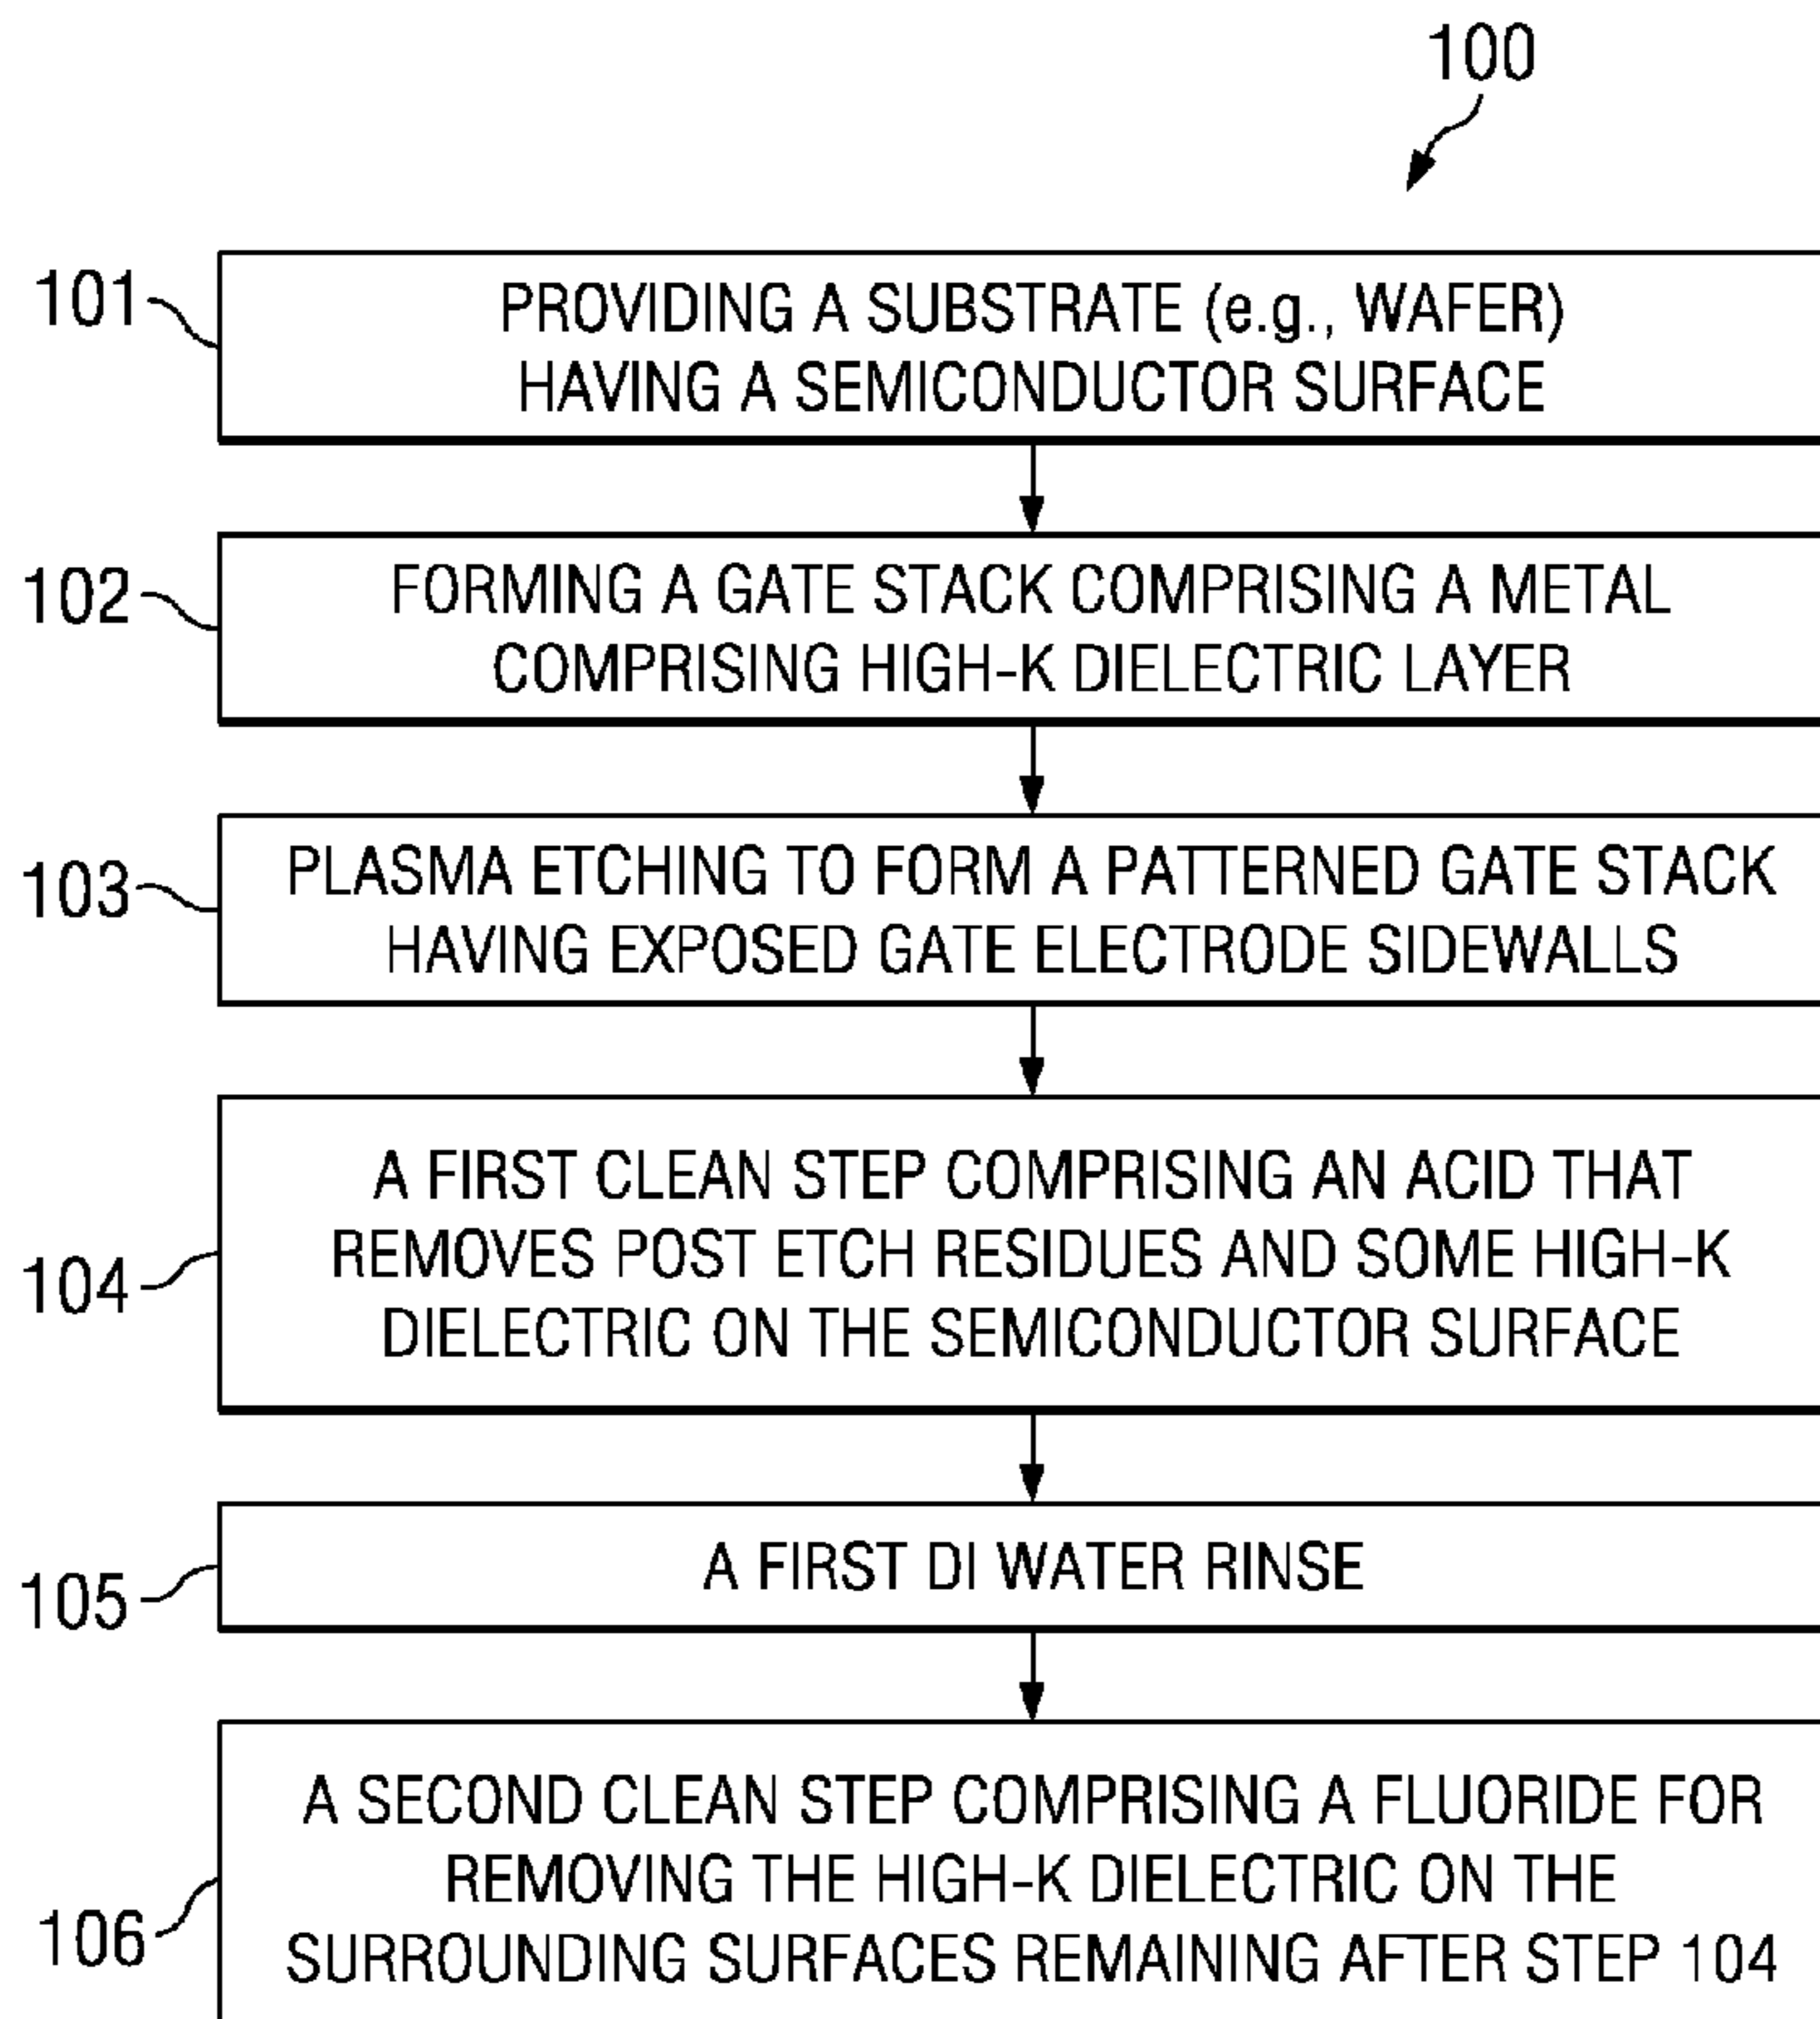 100
101
PROVIDING A SUBSTRATE (e.g., WAFER)
HAVING A SEMICONDUCTOR SURFACE
102
FORMING A GATE STACK COMPRISING A METAL
COMPRISING HIGH-K DIELECTRIC LAYER
103
PLASMA ETCHING TO FORM A PATTERNED GATE STACK
HAVING EXPOSED GATE ELECTRODE SIDEWALLS
104
A FIRST CLEAN STEP COMPRISING AN ACID THAT
REMOVES POST ETCH RESIDUES AND SOME HIGH-K
DIELECTRIC ON THE SEMICONDUCTOR SURFACE
105
A FIRST DI WATER RINSE
106
A SECOND CLEAN STEP COMPRISING A FLUORIDE FOR
REMOVING THE HIGH-K DIELECTRIC ON THE
SURROUNDING SURFACES REMAINING AFTER STEP 104